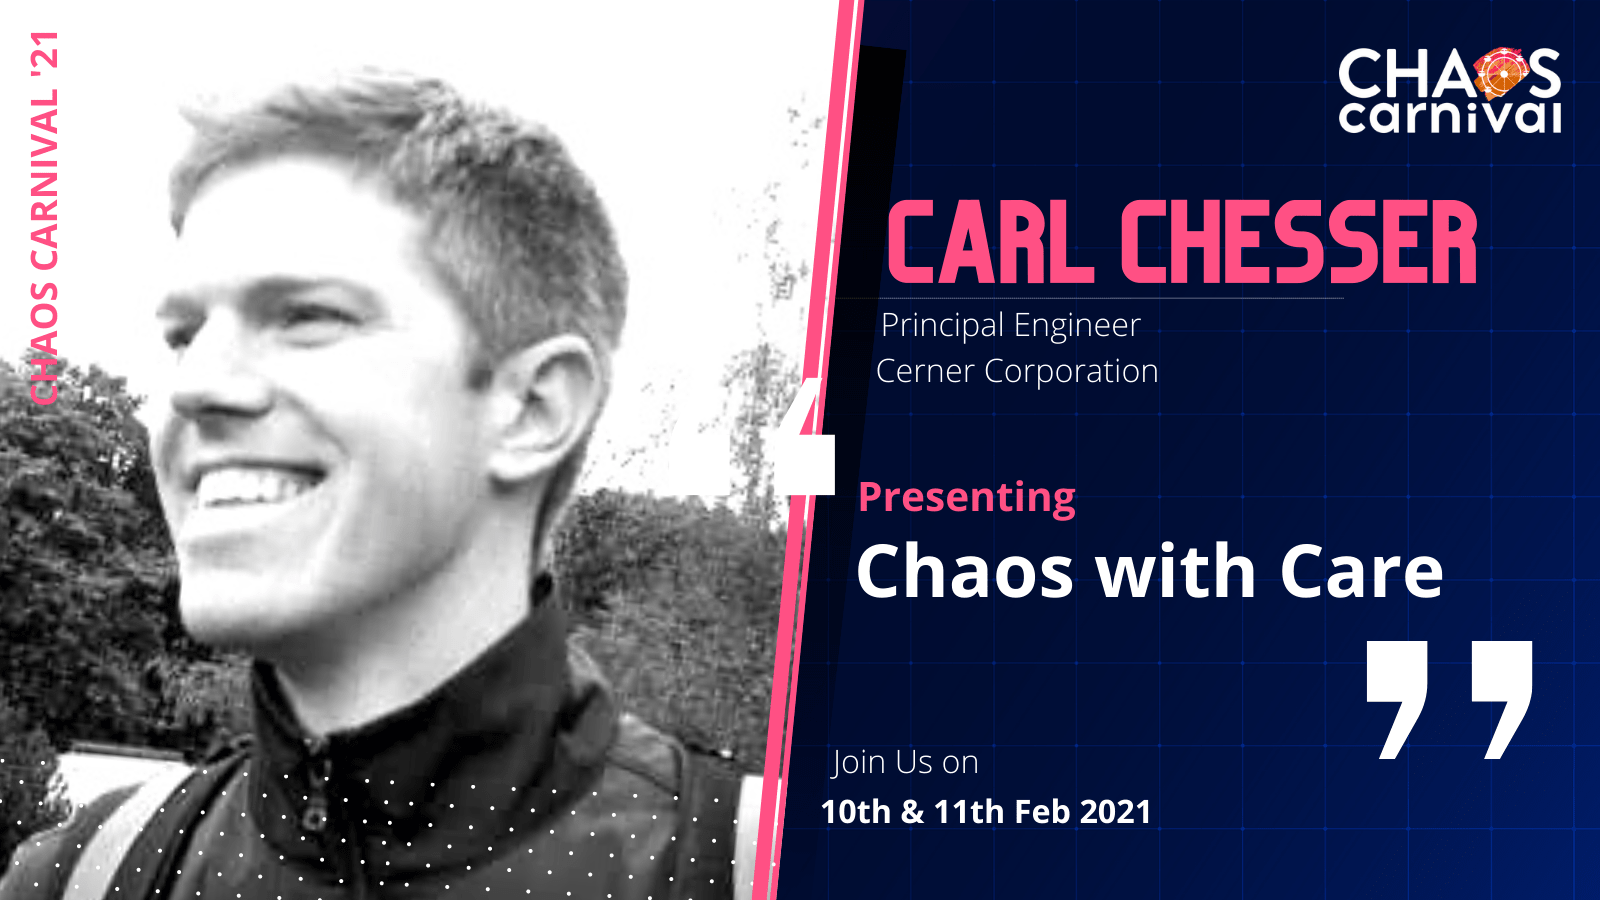 CHAOS CARNIVAL '21
CHAOS
carnival
CARL CHESSER
Principal Engineer
Cerner Corporation
Presenting
Chaos with Care
”
Join Us on
10th & 11th Feb 2021